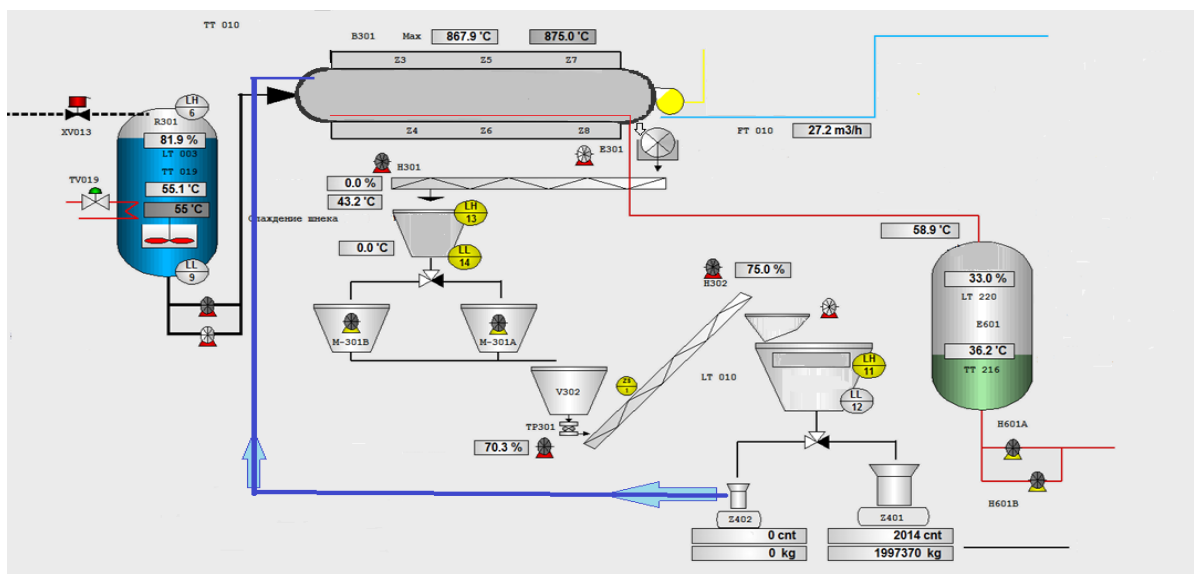 TT 010
B301 Max 867.9 °C 875.0 °C
Z3 Z5 Z7
LH
6
R301
XV013
81.9 %
LT 003
TT 019
TV019
55.1 °C
55 °C
LL
9
Z4 Z6 Z8
E301
FT 010 27.2 m3/h
H301
0.0 %
43.2 °C
Охлаждение шнека
LH
13
0.0 °C
LL
14
58.9 °C
33.0 %
LT 220
E601
36.2 °C
TT 216
H302
75.0 %
M-301B M-301A
LT 010
LH
11
LL
12
V302
TP301
70.3 %
H601A
H601B
Z402 Z401
0 cnt 2014 cnt
0 kg 1997370 kg